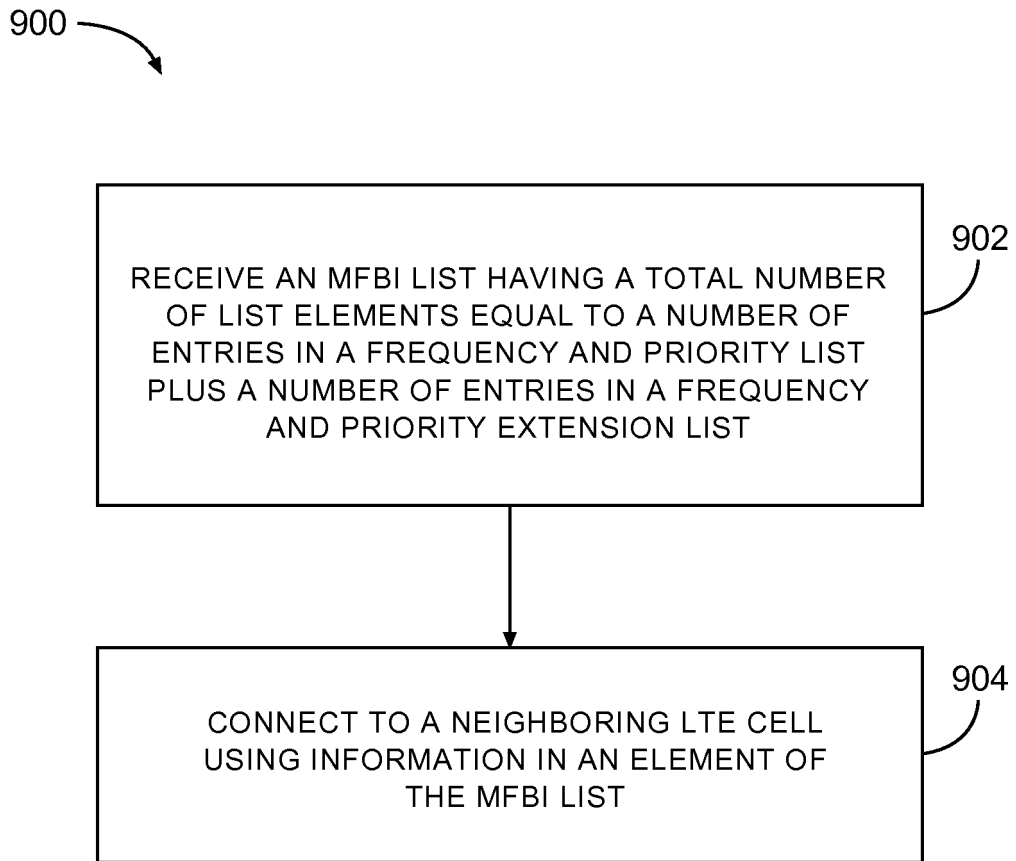 900
902
RECEIVE AN MFBI LIST HAVING A TOTAL NUMBER
OF LIST ELEMENTS EQUAL TO A NUMBER OF
ENTRIES IN A FREQUENCY AND PRIORITY LIST
PLUS A NUMBER OF ENTRIES IN A FREQUENCY
AND PRIORITY EXTENSION LIST
904
CONNECT TO A NEIGHBORING LTE CELL
USING INFORMATION IN AN ELEMENT OF
THE MFBI LIST